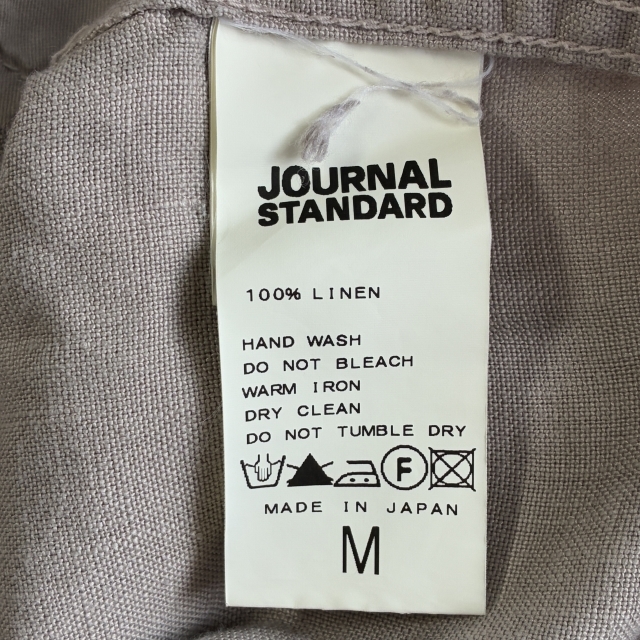 JOURNAL
STANDARD
100% LINEN
HAND WASH
DO NOT BLEACH
WARM IRON
DRY CLEAN
DO NOT TUMBLE DRY
F
MADE IN JAPAN
M